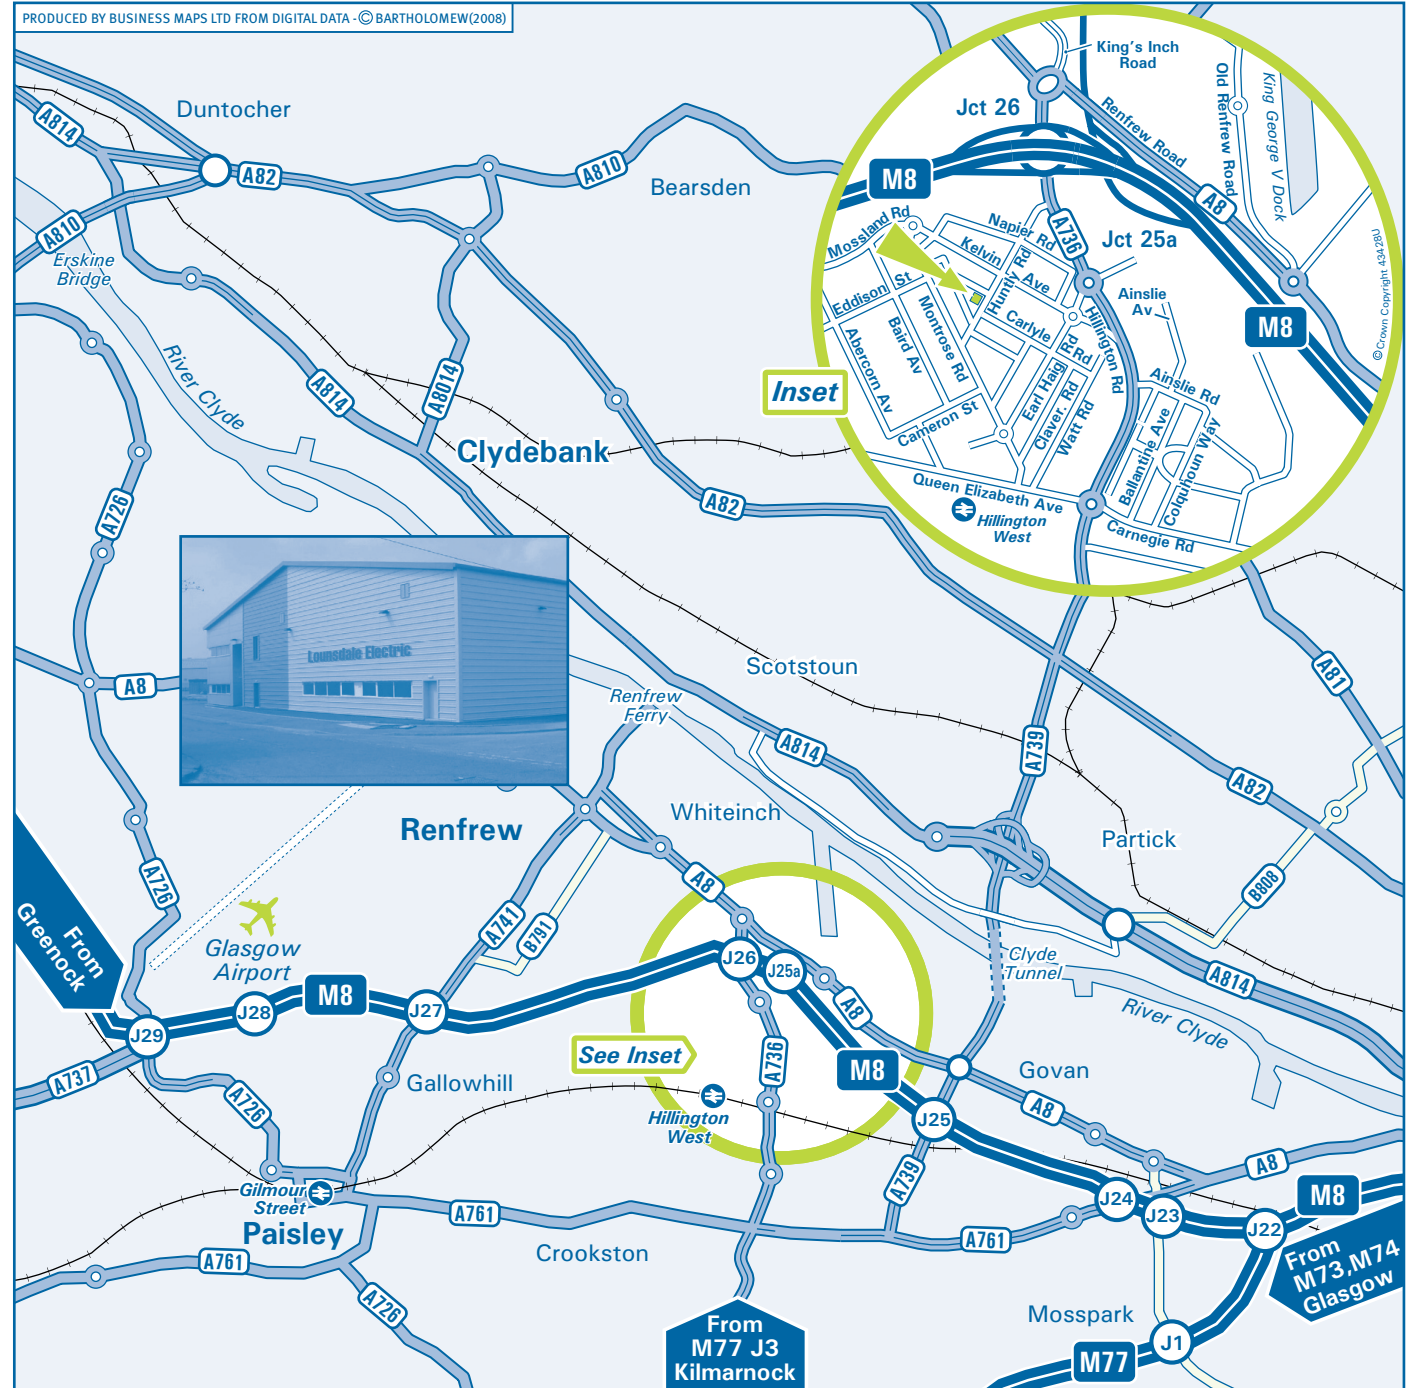 PRODUCED BY BUSINESS MAPS LTD FROM DIGITAL DATA - © BARTHOLOMEW(2008)
Duntocher
A814
A82
A810
A810
Bearsden
Erskine
Bridge
River Clyde
A814
A8014
Clydebank
A82
A726
King's Inch
Road
Jct 26
Renfrew Road
Old Renfrew Road
King George V Dock
M8
A8
Mossland Rd
Napier Rd
A736
Jct 25a
Kelvin
Ave
Huntly Rd
Eddison St
Ainslie
Av
M8
© Crown Copyright 43428U
Montrose Rd
Carlyle
Rd
Hillington Rd
Baird Av
Abercorn Av
Inset
Earl Haig
Rd
Claver. Rd
Watt Rd
Ainslie Rd
Cameron St
Ballantine Ave
Colquhoun Way
Queen Elizabeth Ave
Hillington
West
Carnegie Rd
Lounsdale Electric
A8
Scotstoun
A81
Renfrew
Ferry
A814
A739
A82
Whiteinch
Renfrew
Partick
B808
A726
A8
A741
B791
From
Greenock
Glasgow
Airport
M8
J29
J28
J27
J26
J25a
A8
Clyde
Tunnel
A814
River Clyde
See Inset
A736
M8
Govan
A737
A726
Gallowhill
Hillington
West
J25
A8
A739
A8
Gilmour
Street
Paisley
A761
A761
Crookston
A761
J24
J23
J22
M8
From
M73,M74
Glasgow
A726
From
M77 J3
Kilmarnock
Mosspark
J1
M77